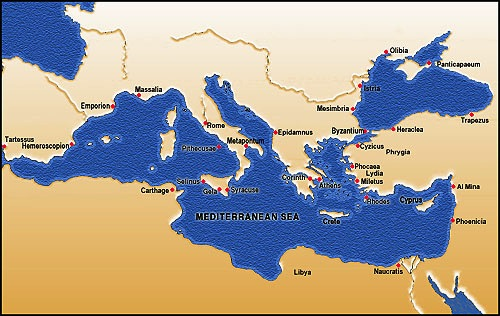 Olbia
Panticapaeum
Istria
Massalia
Emporion
Mesimbria
Trapezus
Rome
Byzantium
Heraclea
Epidamnus
Tartessus
Hemeroscopion
Metapontum
Pithecusae
Cyzicus
Phrygia
Phocaea
Lydia
Corinth
Athens
Miletus
Selinus
Carthage
Gela
Syracuse
Al Mina
Rhodes
Cyprus
MEDITERRANEAN SEA
Crete
Phoenicia
Libya
Naucratis